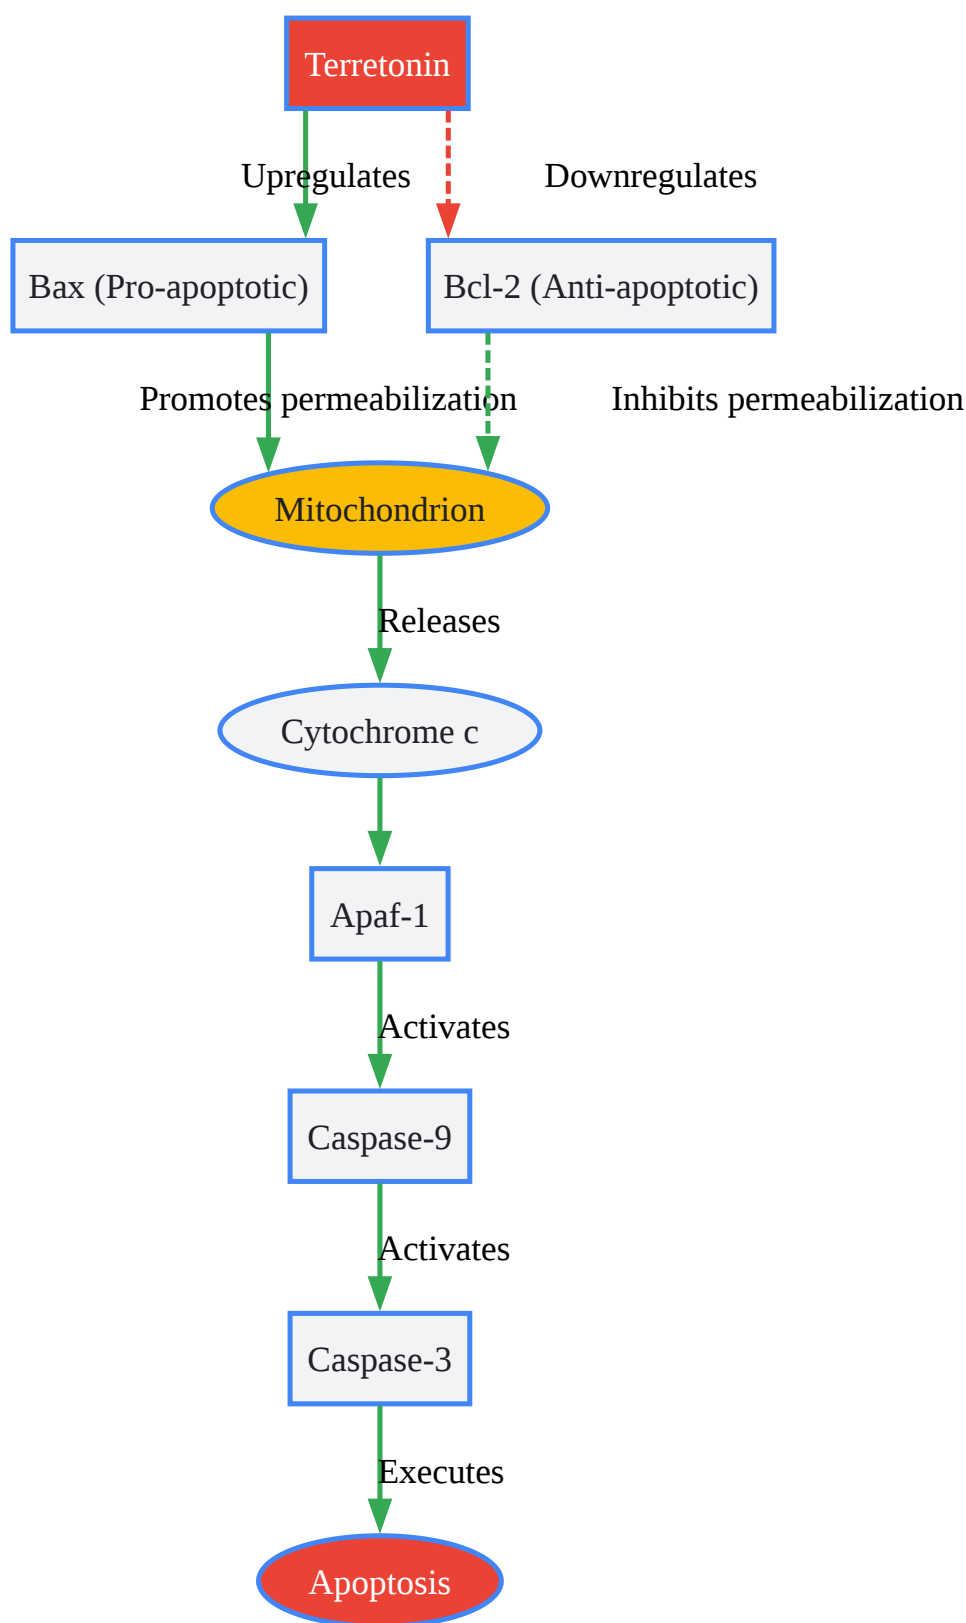 Terretonin
Upregulates
Downregulates
Bax (Pro-apoptotic)
Bcl-2 (Anti-apoptotic)
Promotes permeabilization
Inhibits permeabilization
Mitochondrion
Releases
Cytochrome c
Apaf-1
Activates
Caspase-9
Activates
Caspase-3
Executes
Apoptosis